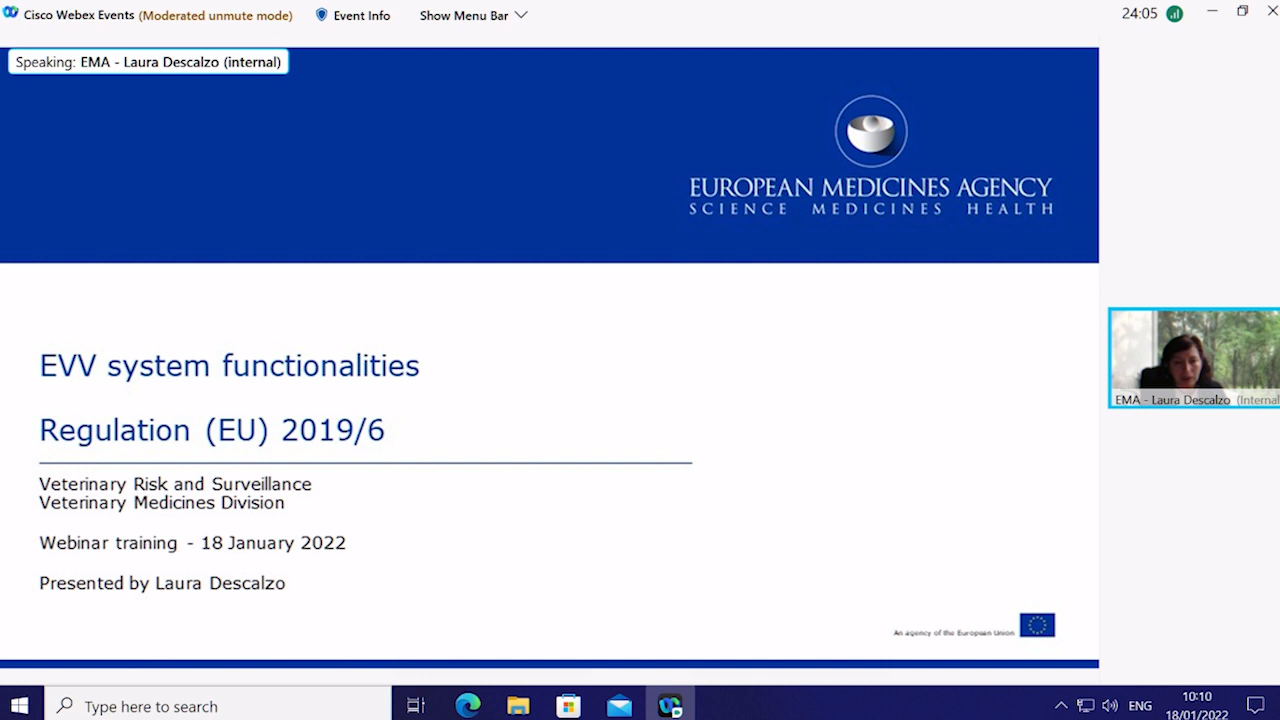 Cisco Webex Events (Moderated unmute mode) Event Info Show Menu Bar 24:05
Speaking: EMA - Laura Descalzo (internal)
EUROPEAN MEDICINES AGENCY
SCIENCE MEDICINES HEALTH
EVV system functionalities
Regulation (EU) 2019/6
Veterinary Risk and Surveillance
Veterinary Medicines Division
Webinar training - 18 January 2022
Presented by Laura Descalzo
EMA - Laura Descalzo (Internal
An agency of the European Union
Type here to search
ENG
10:10
18/01/2022